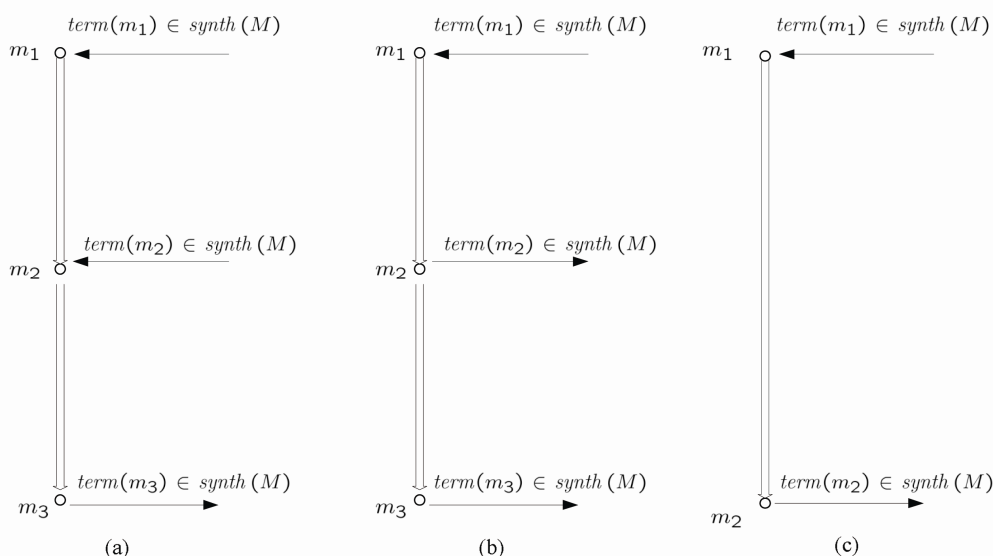 term(m₁) ∈ synth (M) term(m₁) ∈ synth (M) term(m₁) ∈ synth (M)
m₁ m₁ m₁
term(m₂) ∈ synth (M) term(m₂) ∈ synth (M)
m₂ m₂
term(m₃) ∈ synth (M) term(m₃) ∈ synth (M) term(m₂) ∈ synth (M)
m₃ m₃ m₂
(a) (b) (c)